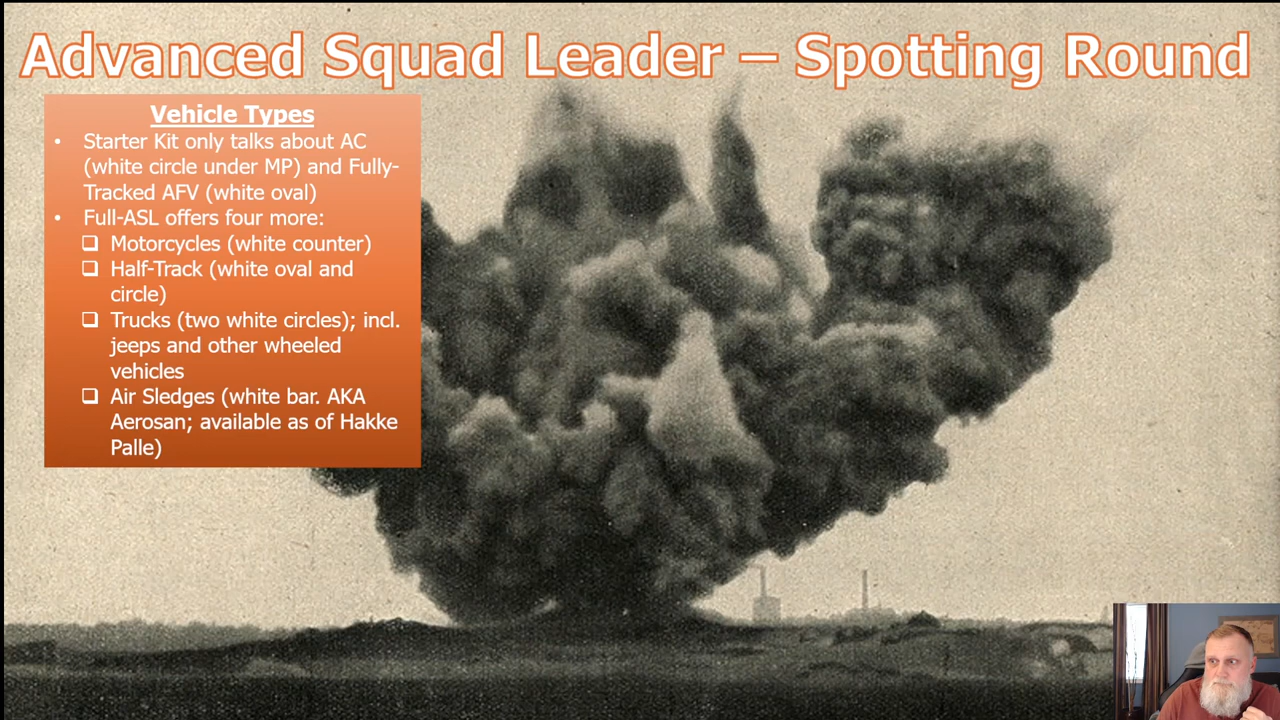 Advanced Squad Leader – Spotting Round
Vehicle Types
• Starter Kit only talks about AC
(white circle under MP) and Fully-
Tracked AFV (white oval)
• Full-ASL offers four more:
❑ Motorcycles (white counter)
❑ Half-Track (white oval and
circle)
❑ Trucks (two white circles); incl.
jeeps and other wheeled
vehicles
❑ Air Sledges (white bar. AKA
Aerosan; available as of Hakke
Palle)